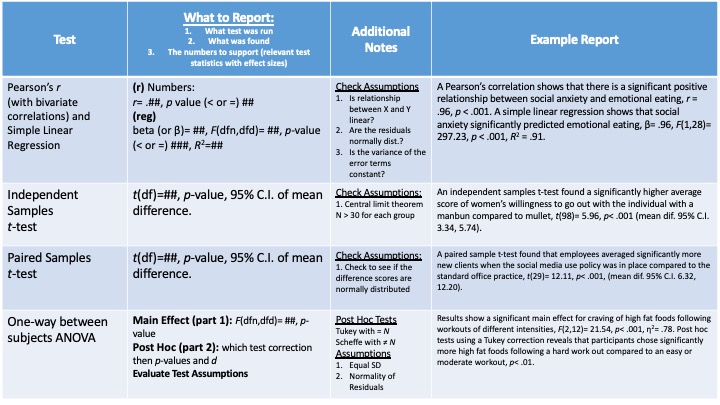 Test
What to Report:
1. What test was run
2. What was found
3. The numbers to support (relevant test
statistics with effect sizes)
Additional
Notes
Example Report
Pearson's r
(with bivariate
correlations) and
Simple Linear
Regression
(r) Numbers:
r= .##, p value (< or =) ##
(reg)
beta (or β)= ##, F(dfn,dfd)= ##, p-value
(< or =) ###, R²=##
Check Assumptions
1. Is relationship
between X and Y
linear?
2. Are the residuals
normally dist.?
3. Is the variance of the
error terms
constant?
A Pearson's correlation shows that there is a significant positive
relationship between social anxiety and emotional eating, r =
.96, p < .001. A simple linear regression shows that social
anxiety significantly predicted emotional eating, β= .96, F(1,28)=
297.23, p < .001, R² = .91.
Independent
Samples
t-test
t(df)=##, p-value, 95% C.I. of mean
difference.
Check Assumptions:
1. Central limit theorem
N > 30 for each group
An independent samples t-test found a significantly higher average
score of women's willingness to go out with the individual with a
manbun compared to mullet, t(98)= 5.96, p< .001 (mean dif. 95% C.I.
3.34, 5.74).
Paired Samples
t-test
t(df)=##, p-value, 95% C.I. of mean
difference.
Check Assumptions:
1. Check to see if the
difference scores are
normally distributed
A paired sample t-test found that employees averaged significantly more
new clients when the social media use policy was in place compared to the
standard office practice, t(29)= 12.11, p< .001, (mean dif. 95% C.I. 6.32,
12.20).
One-way between
subjects ANOVA
Main Effect (part 1): F(dfn,dfd)= ##, p-
value
Post Hoc (part 2): which test correction
then p-values and d
Evaluate Test Assumptions
Post Hoc Tests
Tukey with = N
Scheffe with ≠ N
Assumptions
1. Equal SD
2. Normality of
Residuals
Results show a significant main effect for craving of high fat foods following
workouts of different intensities, F(2,12)= 21.54, p< .001, η²= .78. Post hoc
tests using a Tukey correction reveals that participants chose significantly
more high fat foods following a hard work out compared to an easy or
moderate workout, p< .01.